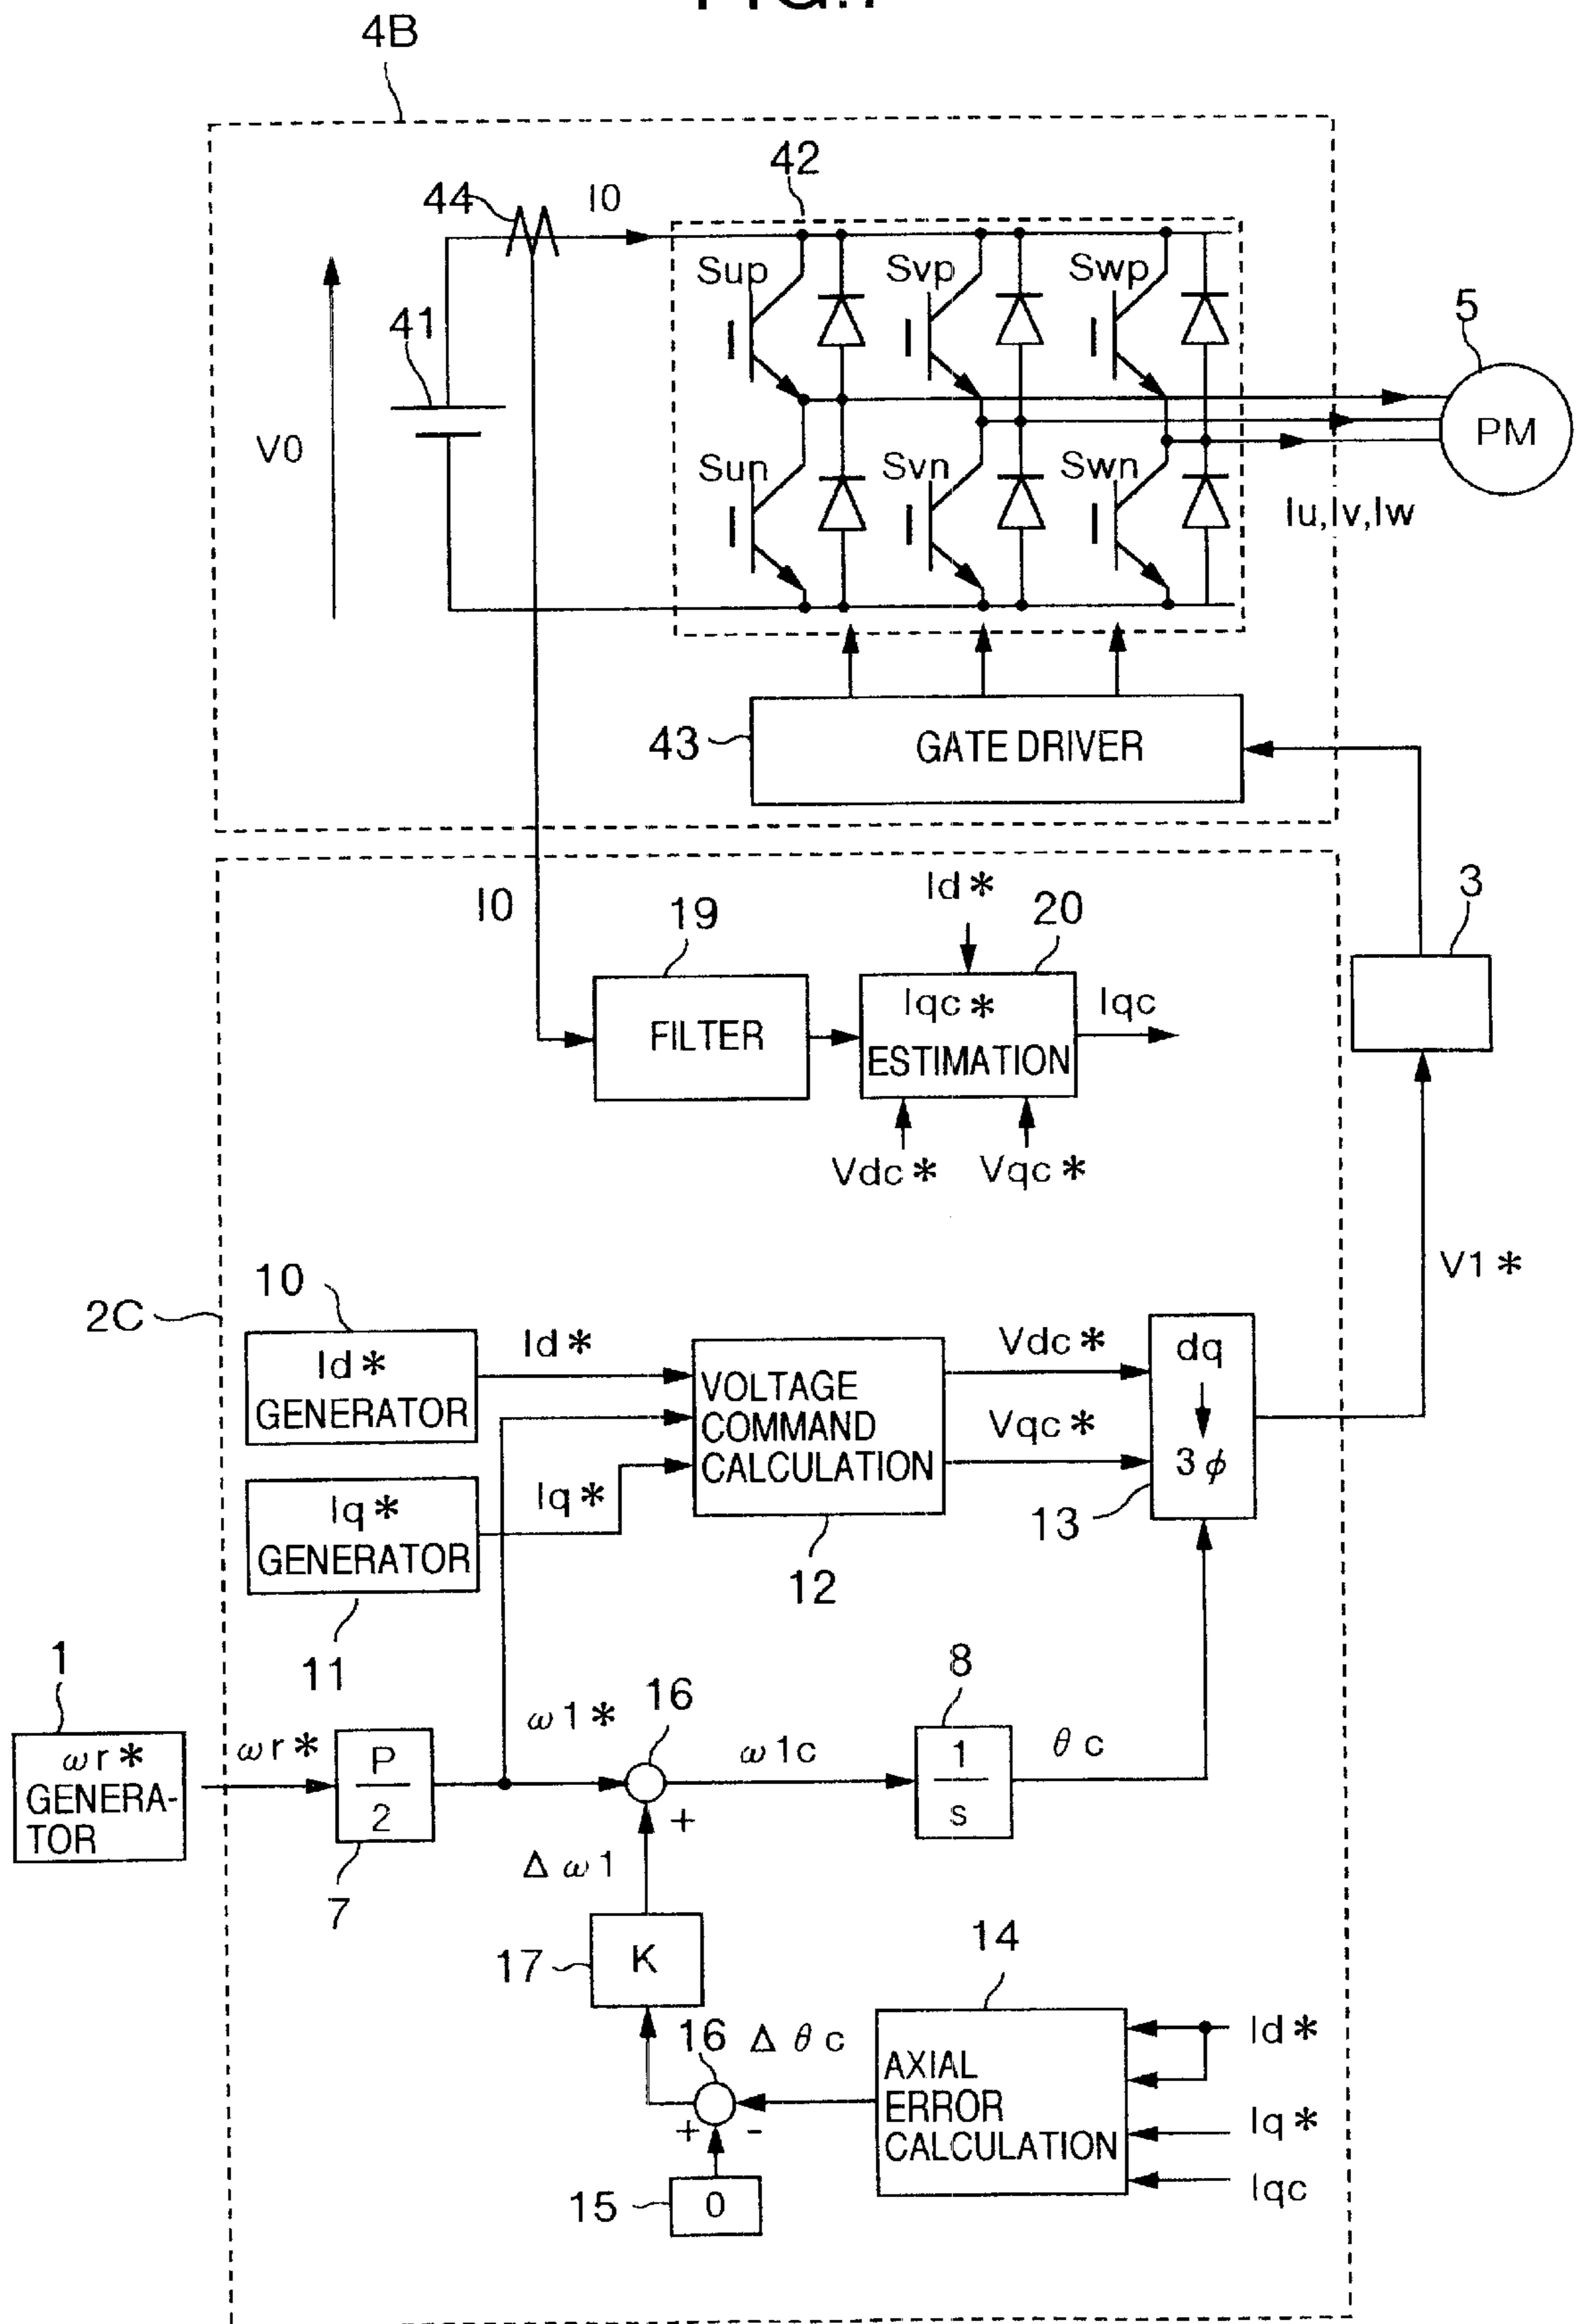 4B
42
44
I0
Sup
Svp
Swp
5
41
V0
PM
Sun
Svn
Swn
Iu,Iv,Iw
43
GATE DRIVER
I0
Id*
3
19
20
FILTER
Iqc*
ESTIMATION
Iqc
Vdc*
Vqc*
V1*
10
2C
Id*
GENERATOR
Id*
VOLTAGE
COMMAND
CALCULATION
Vdc*
Vqc*
dq
3φ
Iq*
GENERATOR
Iq*
13
12
11
1
8
16
ω1*
ωr*
GENERA-
TOR
ωr*
P
2
ω1c
1
s
θc
+
Δω1
7
17
K
14
16
Δθc
AXIAL
ERROR
CALCULATION
Id*
Iq*
Iqc
+
-
15
0